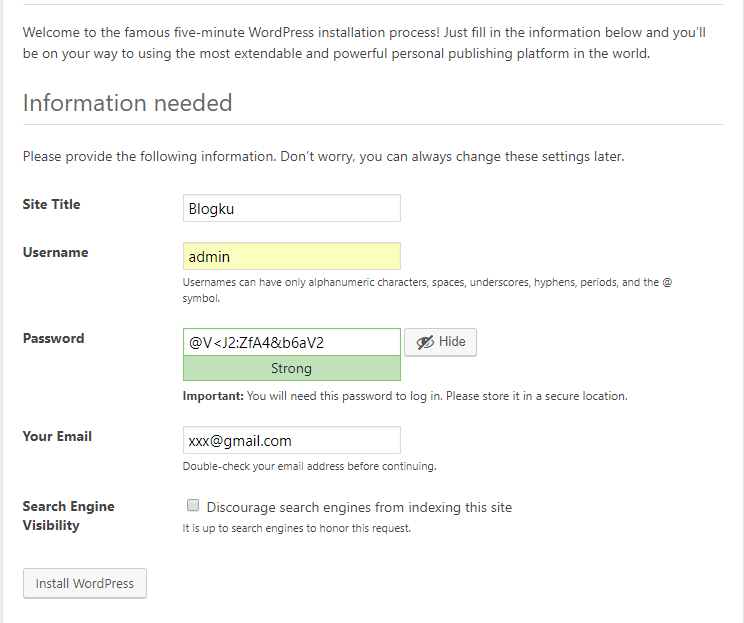 Welcome to the famous five-minute WordPress installation process! Just fill in the information below and you’ll
be on your way to using the most extendable and powerful personal publishing platform in the world.
Information needed
Please provide the following information. Don’t worry, you can always change these settings later.
Site Title
Blogku
Username
admin
Usernames can have only alphanumeric characters, spaces, underscores, hyphens, periods, and the @
symbol.
Password
@V<J2:ZfA4&b6aV2
Hide
Strong
Important: You will need this password to log in. Please store it in a secure location.
Your Email
xxx@gmail.com
Double-check your email address before continuing.
Search Engine
Visibility
Discourage search engines from indexing this site
It is up to search engines to honor this request.
Install WordPress